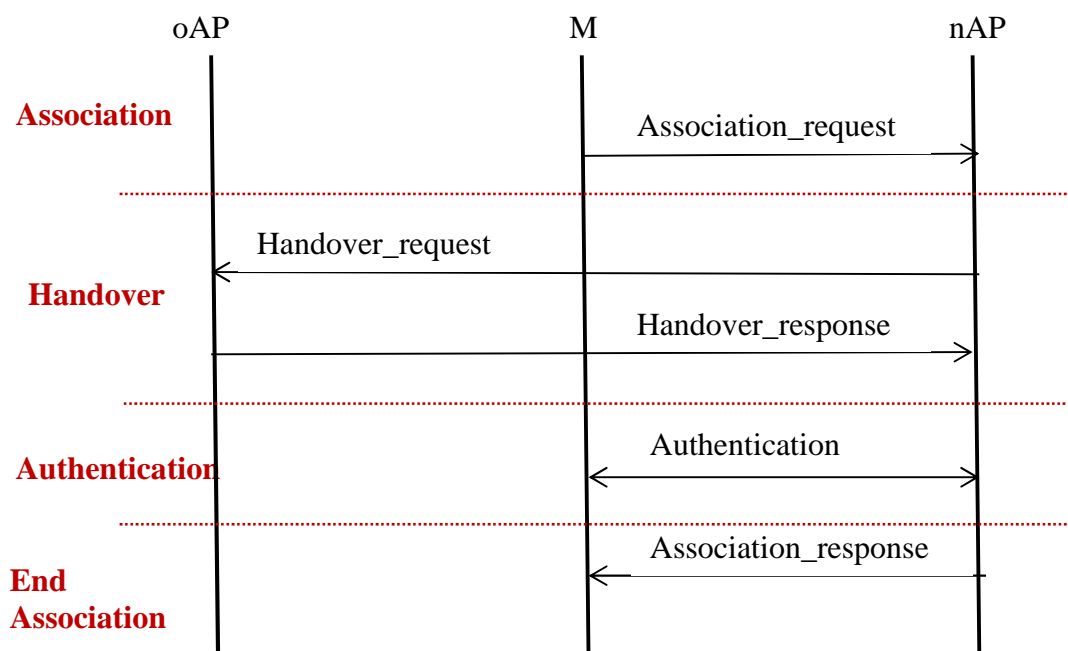 oAP M nAP
Association
Association_request
Handover_request
Handover
Handover_response
Authentication
Authentication
Association_response
End
Association